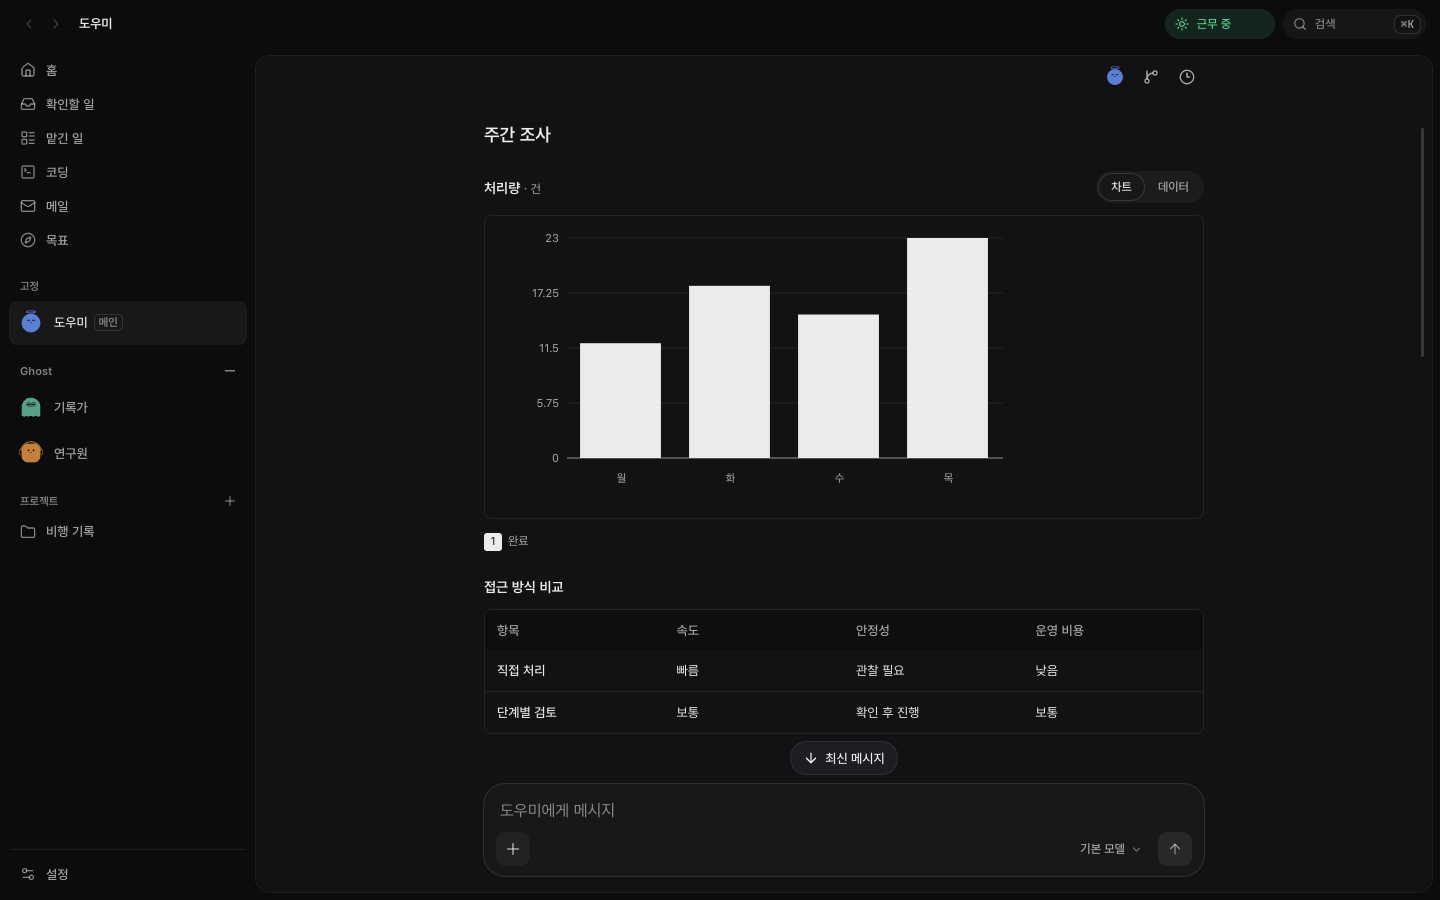 도우미
근무 중
검색
⌘K
홈
확인할 일
맡긴 일
코딩
메일
목표
고정
도우미 메인
Ghost
기록가
연구원
프로젝트
비행 기록
설정
주간 조사
처리량 · 건
차트 데이터
23
17.25
11.5
5.75
0
월 화 수 목
1 완료
접근 방식 비교
항목 속도 안정성 운영 비용
직접 처리 빠름 관찰 필요 낮음
단계별 검토 보통 확인 후 진행 보통
최신 메시지
도우미에게 메시지
기본 모델